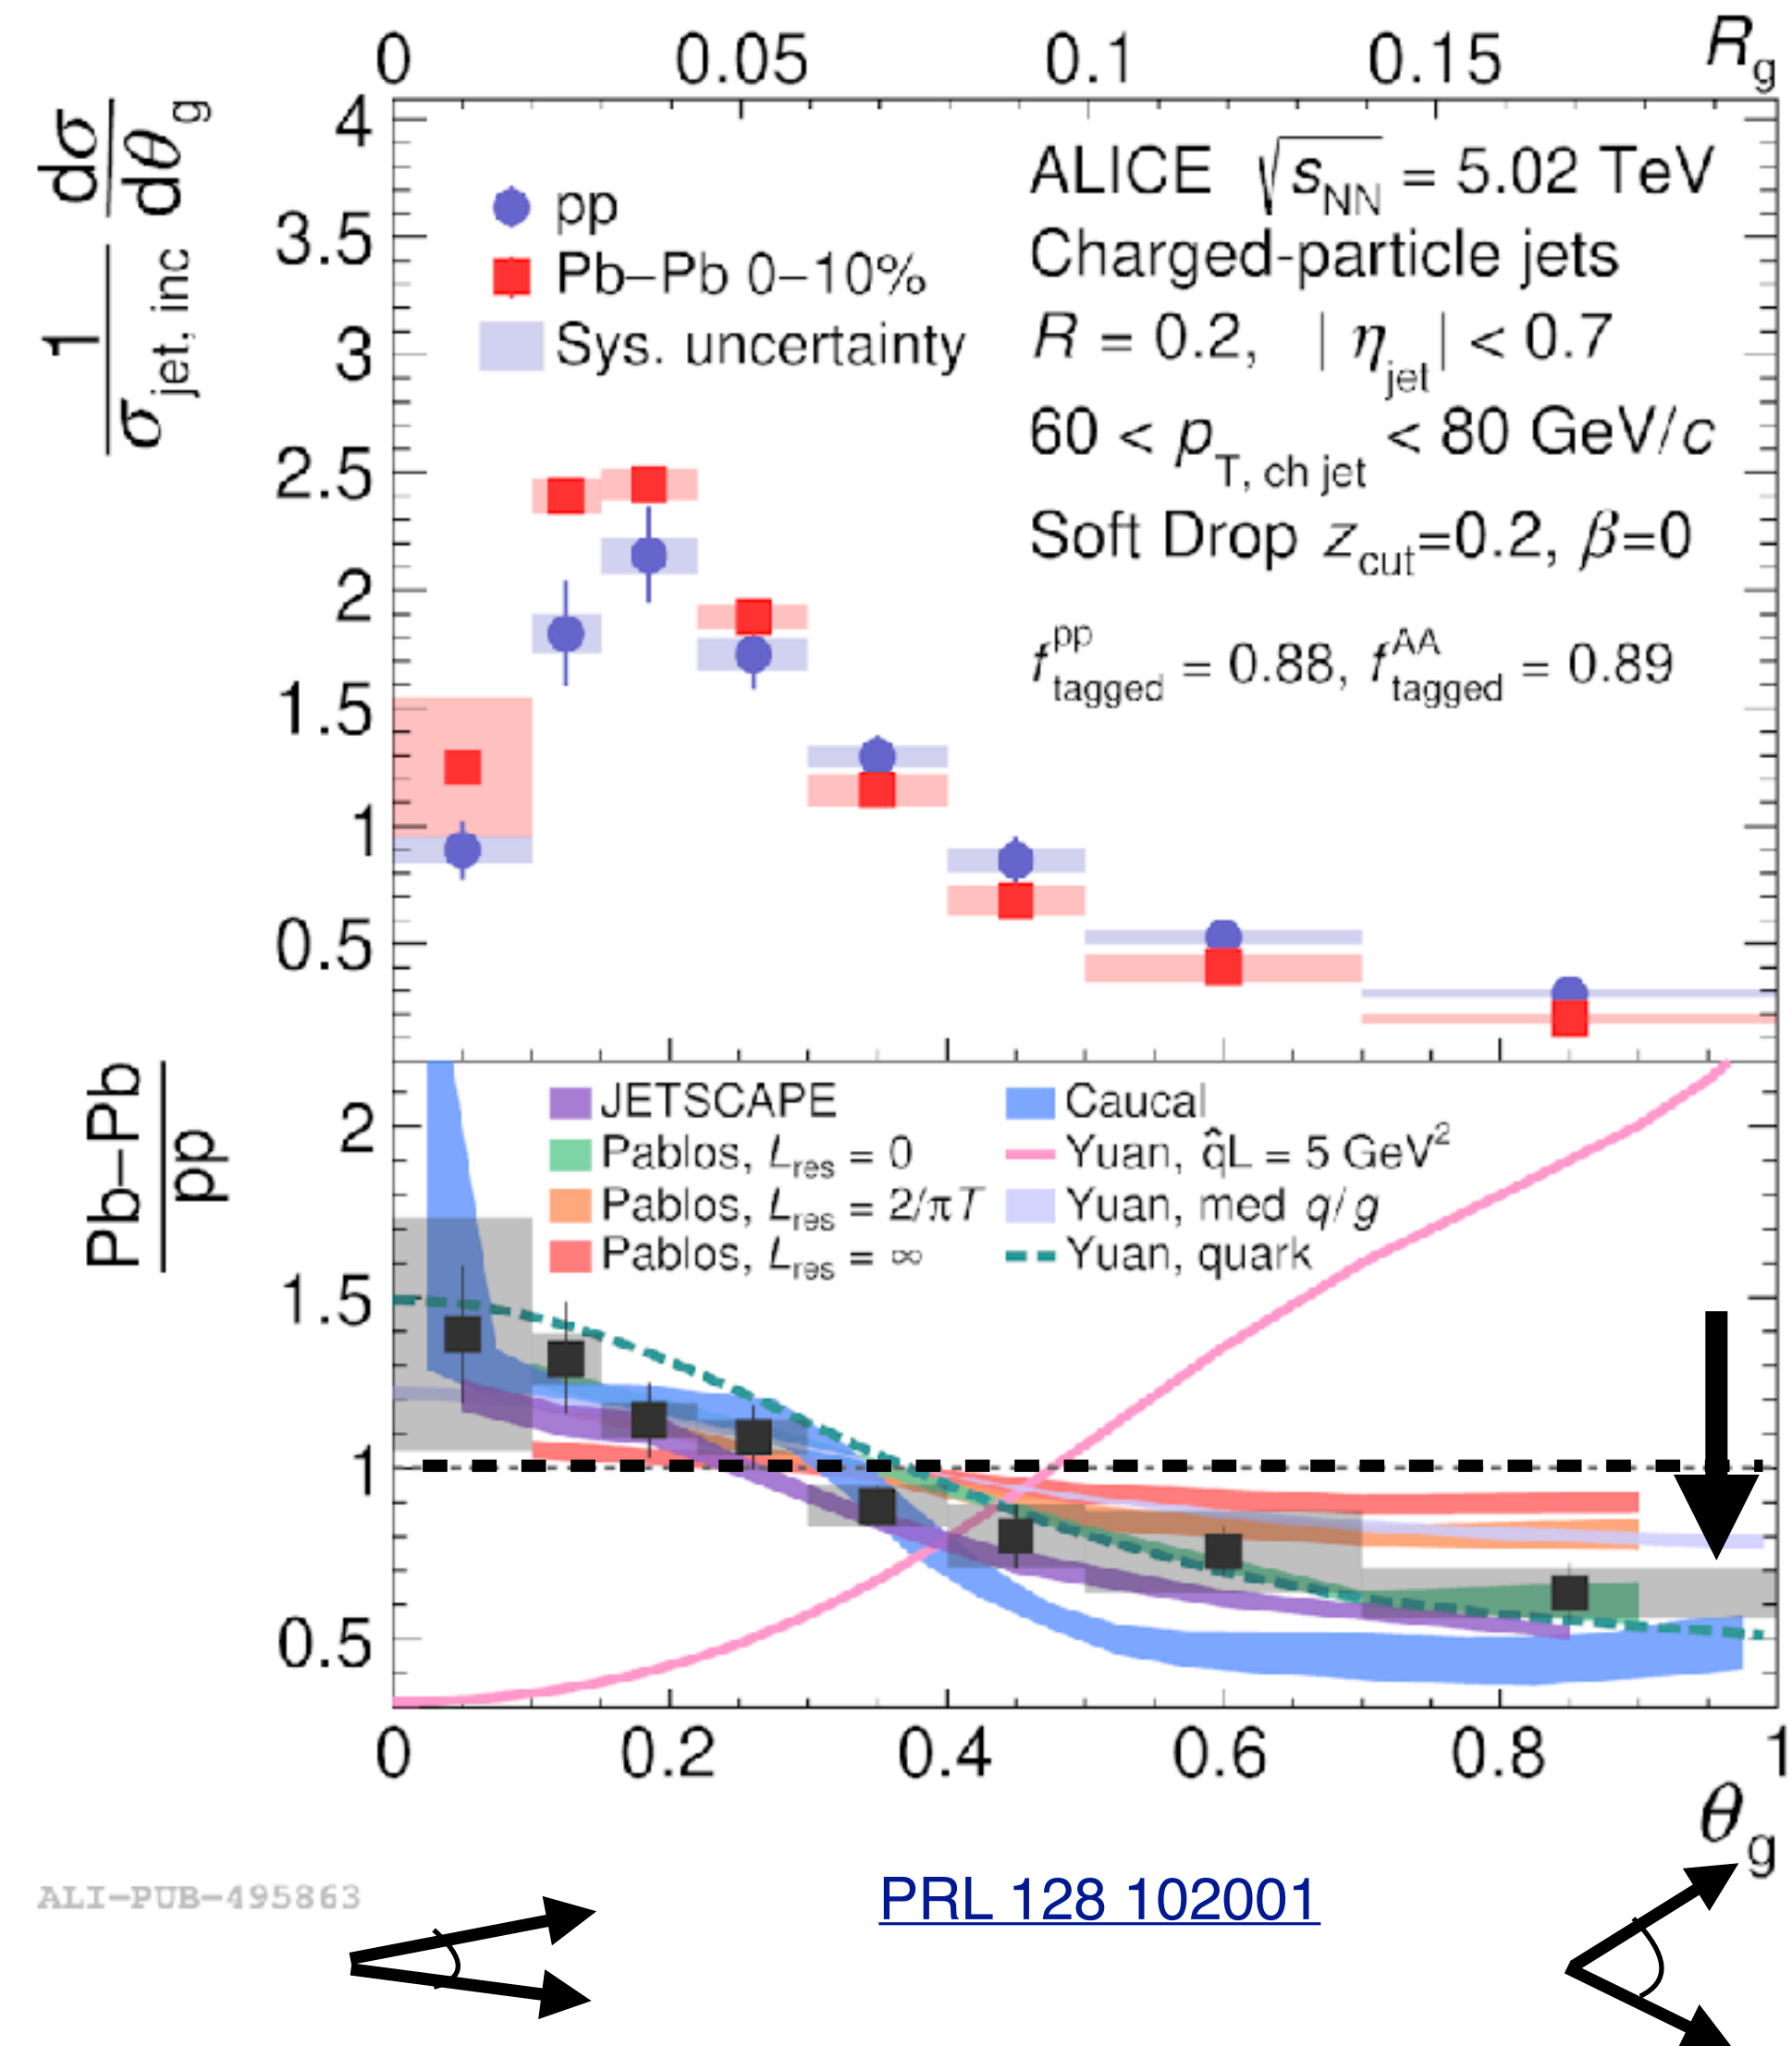 0 0.05 0.1 0.15 R_g
1/σ_jet, inc dσ/dθ_g
4
3.5
3
2.5
2
1.5
1
0.5
pp
Pb–Pb 0–10%
Sys. uncertainty
ALICE √s_NN = 5.02 TeV
Charged-particle jets
R = 0.2, | η_jet | < 0.7
60 < p_T, ch jet < 80 GeV/c
Soft Drop z_cut=0.2, β=0
f^pp_tagged = 0.88, f^AA_tagged = 0.89
Pb–Pb/pp
2
1.5
1
0.5
JETSCAPE
Pablos, L_res = 0
Pablos, L_res = 2/πT
Pablos, L_res = ∞
Caucal
Yuan, q̂L = 5 GeV²
Yuan, med q/g
Yuan, quark
0 0.2 0.4 0.6 0.8 1
θ_g
ALI–PUB–495863
PRL 128 102001